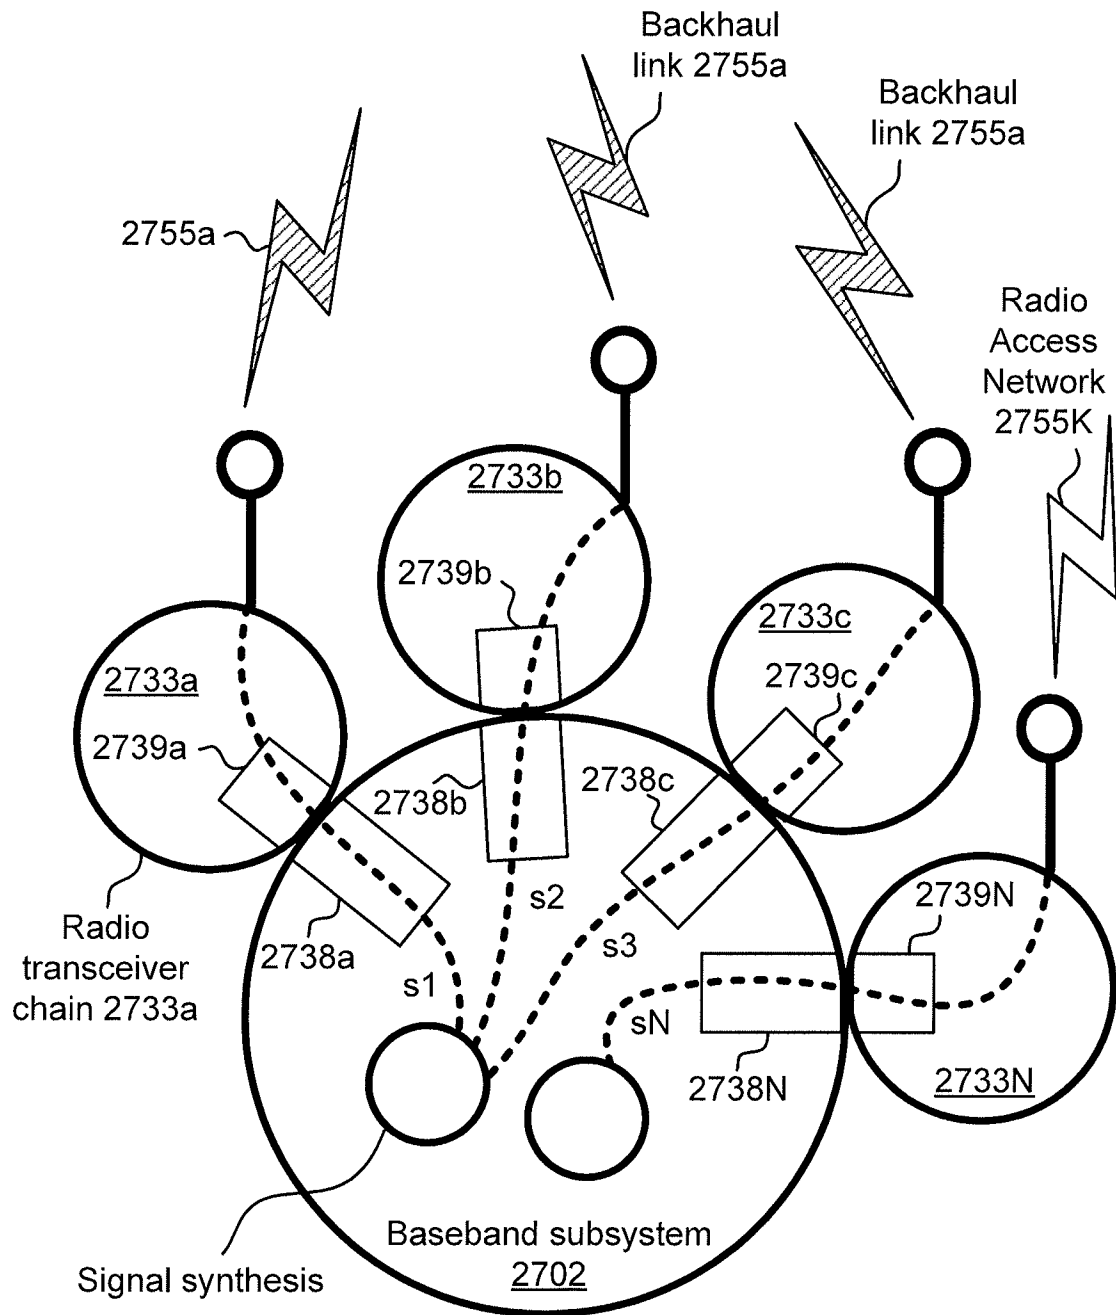 Backhaul
link 2755a
Backhaul
link 2755a
2755a
Radio
Access
Network
2755K
2733b
2739b
2733c
2733a
2739c
2739a
2738b
2738c
2739N
s2
Radio
transceiver
chain 2733a
2738a
s3
s1
sN
2738N
2733N
Baseband subsystem
2702
Signal synthesis